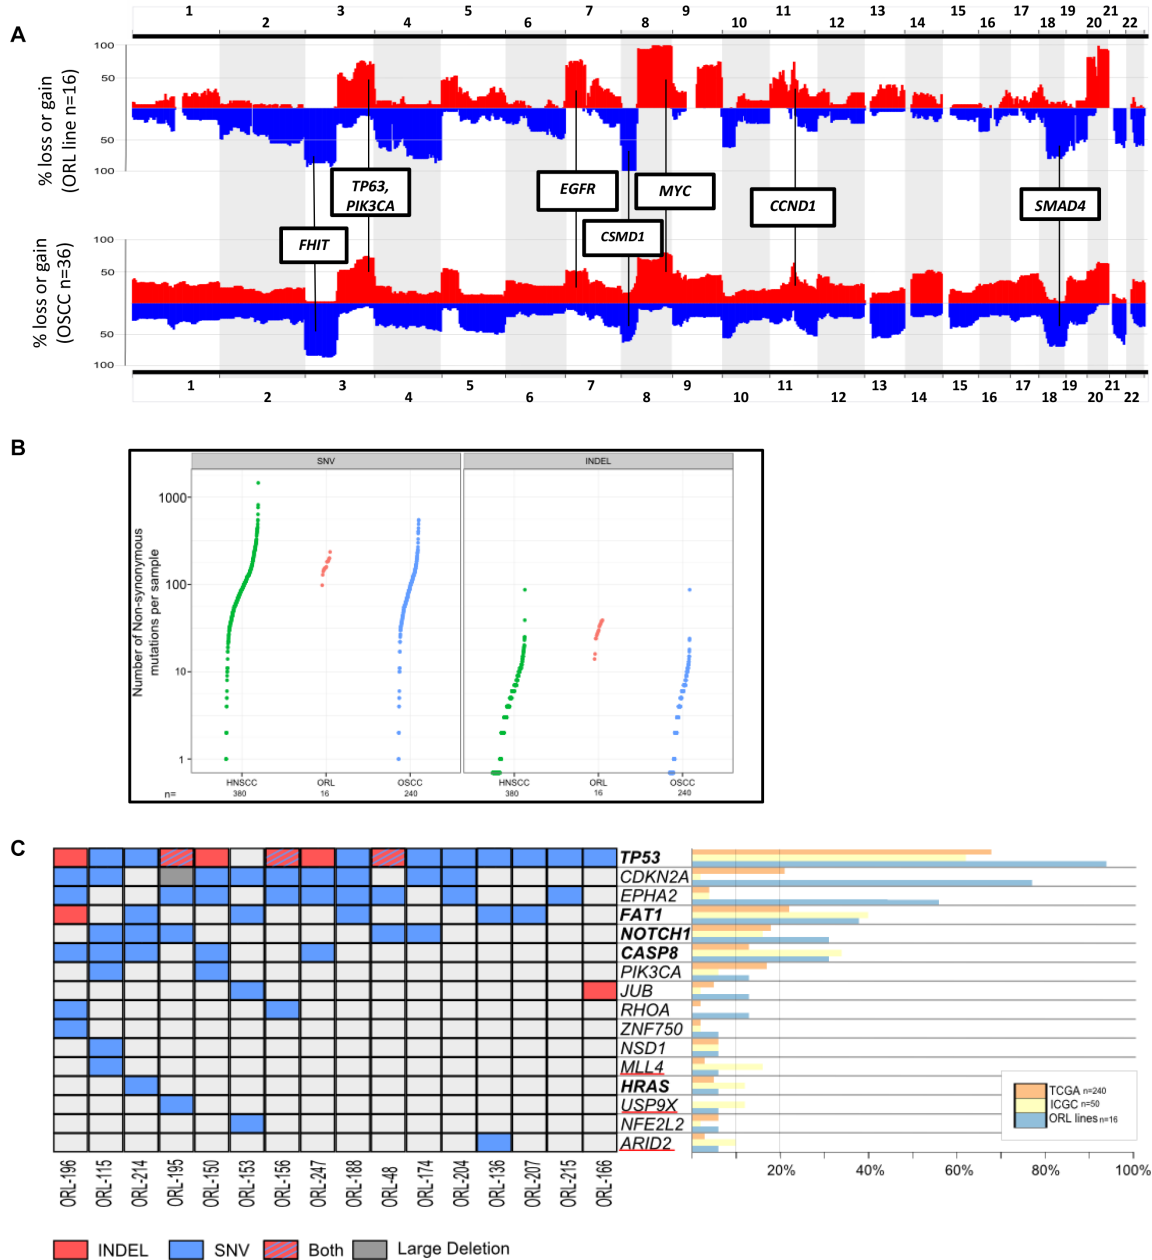 A
1 2 3 4 5 6 7 8 9 10 11 12 13 14 15 16 17 18 19 20 21 22
% loss or gain
(ORL line n=16)
100
50
50
100
TP63,
PIK3CA
EGFR
MYC
CCND1
SMAD4
FHIT
CSMD1
% loss or gain
(OSCC n=36)
100
50
50
100
1 2 3 4 5 6 7 8 9 10 11 12 13 14 15 16 17 18 19 20 21 22
B
SNV
INDEL
Number of Non-synonymous
mutations per sample
1000
100
10
1
HNSCC ORL OSCC HNSCC ORL OSCC
n= 380 16 240 380 16 240
C
TP53
CDKN2A
EPHA2
FAT1
NOTCH1
CASP8
PIK3CA
JUB
RHOA
ZNF750
NSD1
MLL4
HRAS
USP9X
NFE2L2
ARID2
TCGA n=240
ICGC n=50
ORL lines n=16
20% 40% 60% 80% 100%
ORL-196
ORL-115
ORL-214
ORL-195
ORL-150
ORL-153
ORL-156
ORL-247
ORL-188
ORL-48
ORL-174
ORL-204
ORL-136
ORL-207
ORL-215
ORL-166
INDEL SNV Both Large Deletion